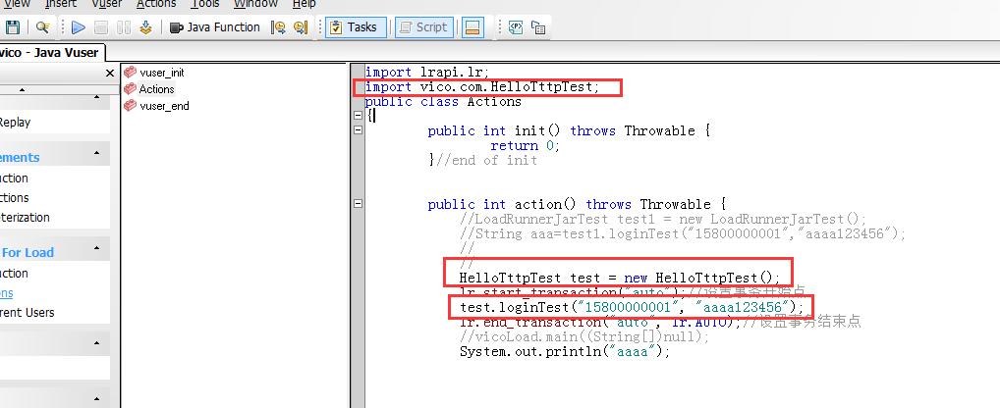 View Insert Vuser Actions Tools Window Help
Java Function Tasks Script
vico - Java Vuser
Replay
ements
uction
ctions
eterization
For Load
nction
ons
rent Users
vuser_init
Actions
vuser_end
import lrapi.lr;
import vico.com.HelloTttpTest;
public class Actions
{
public int init() throws Throwable {
return 0;
}//end of init
public int action() throws Throwable {
//LoadRunnerJarTest test1 = new LoadRunnerJarTest();
//String aaa=test1.loginTest("15800000001","aaaa123456");
//
//
HelloTttpTest test = new HelloTttpTest();
lr.start_transaction("auto");//设置事务开始点
test.loginTest("15800000001", "aaaa123456");
lr.end_transaction("auto", lr.AUTO);//设置事务结束点
//vicoLoad.main((String[])null);
System.out.println("aaaa");